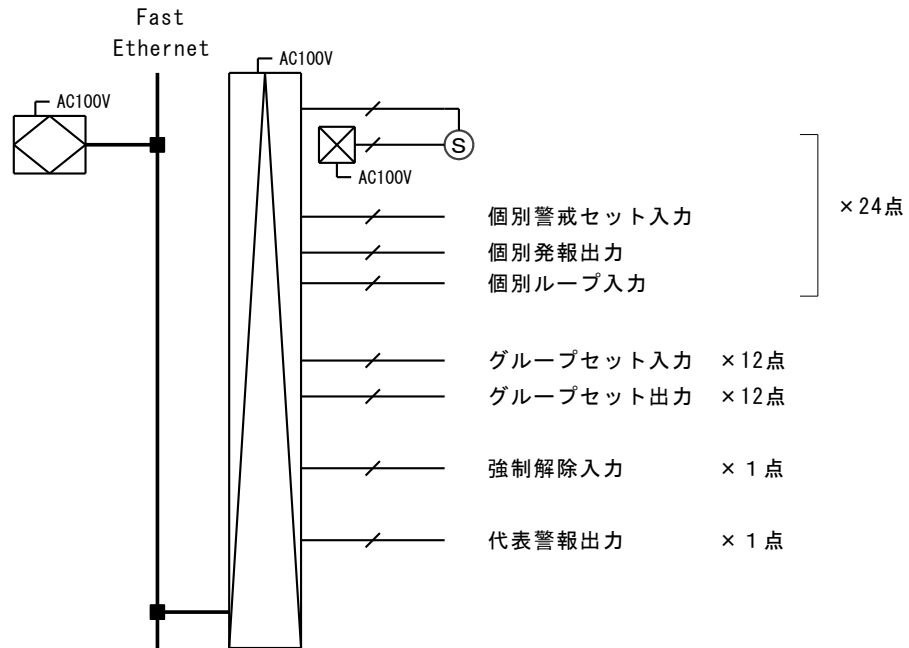 Fast
Ethernet
AC100V
AC100V
S
AC100V
個別警戒セット入力
×24点
個別発報出力
個別ループ入力
グループセット入力 ×12点
グループセット出力 ×12点
強制解除入力 ×１点
代表警報出力 ×１点